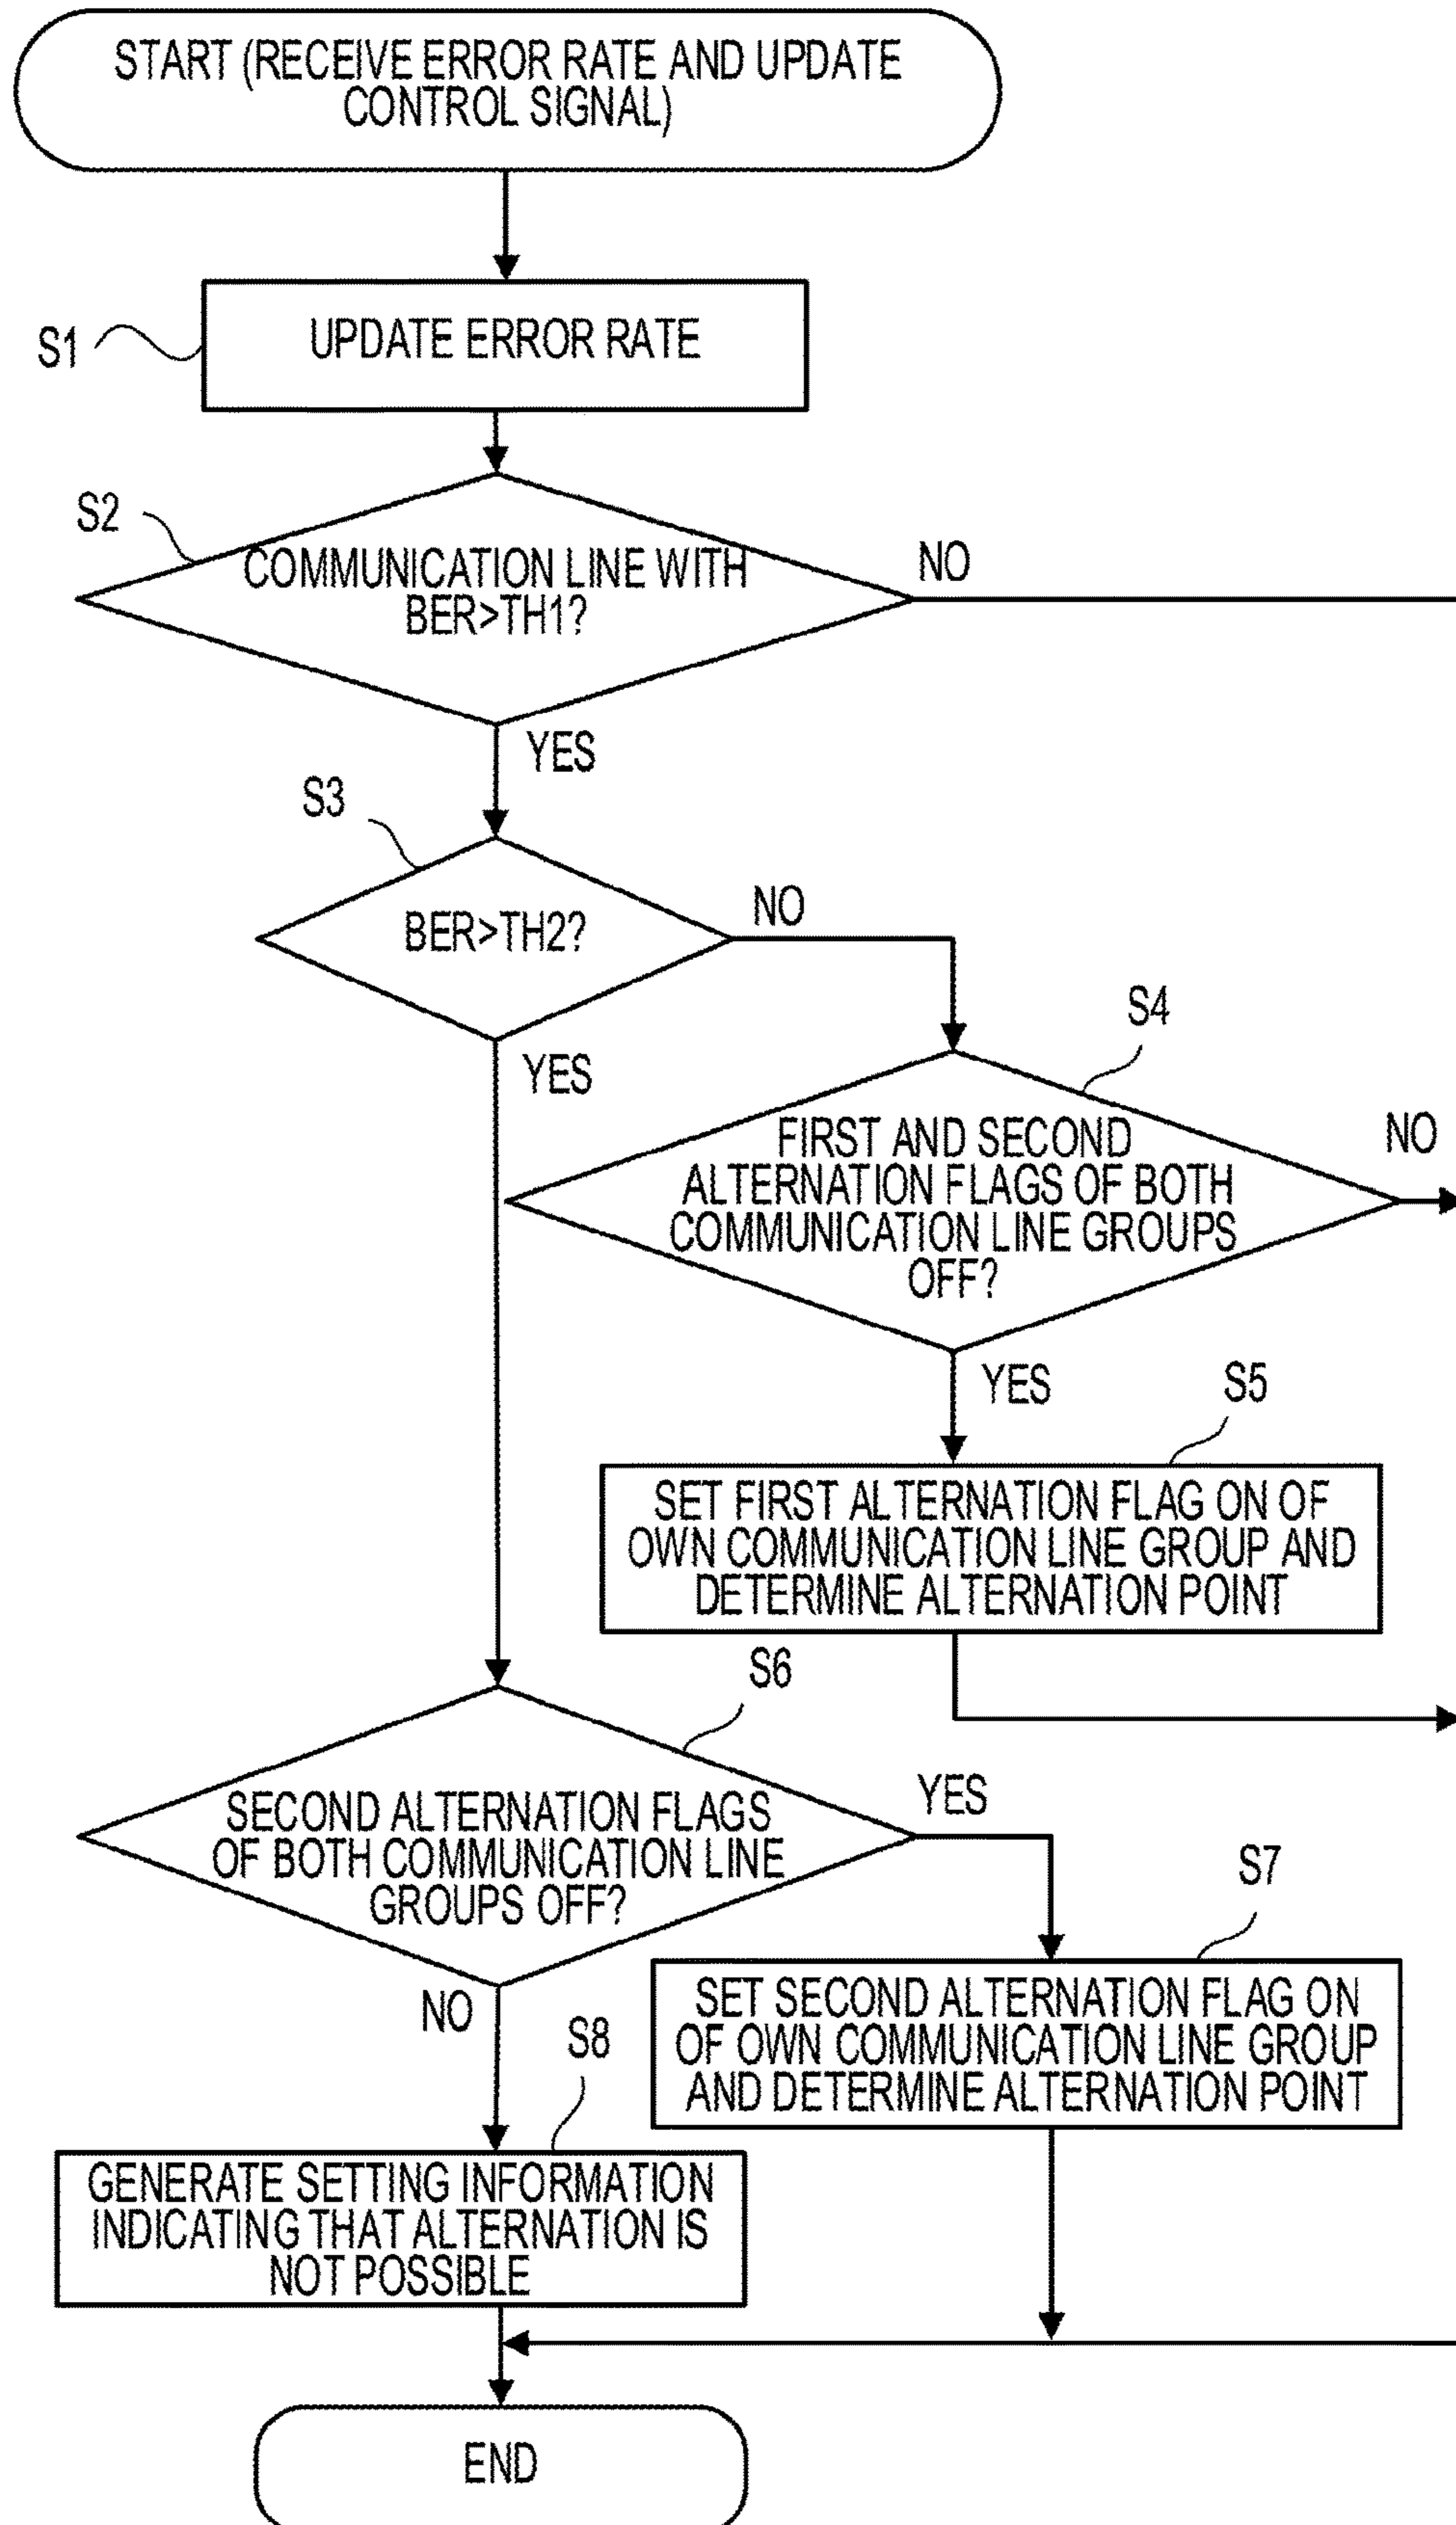 START (RECEIVE ERROR RATE AND UPDATE
CONTROL SIGNAL)
S1
UPDATE ERROR RATE
S2
COMMUNICATION LINE WITH
BER>TH1?
NO
YES
S3
BER>TH2?
NO
YES
S4
FIRST AND SECOND
ALTERNATION FLAGS OF BOTH
COMMUNICATION LINE GROUPS
OFF?
NO
YES
S5
SET FIRST ALTERNATION FLAG ON OF
OWN COMMUNICATION LINE GROUP AND
DETERMINE ALTERNATION POINT
S6
SECOND ALTERNATION FLAGS
OF BOTH COMMUNICATION LINE
GROUPS OFF?
YES
NO
S7
SET SECOND ALTERNATION FLAG ON
OF OWN COMMUNICATION LINE GROUP
AND DETERMINE ALTERNATION POINT
S8
GENERATE SETTING INFORMATION
INDICATING THAT ALTERNATION IS
NOT POSSIBLE
END